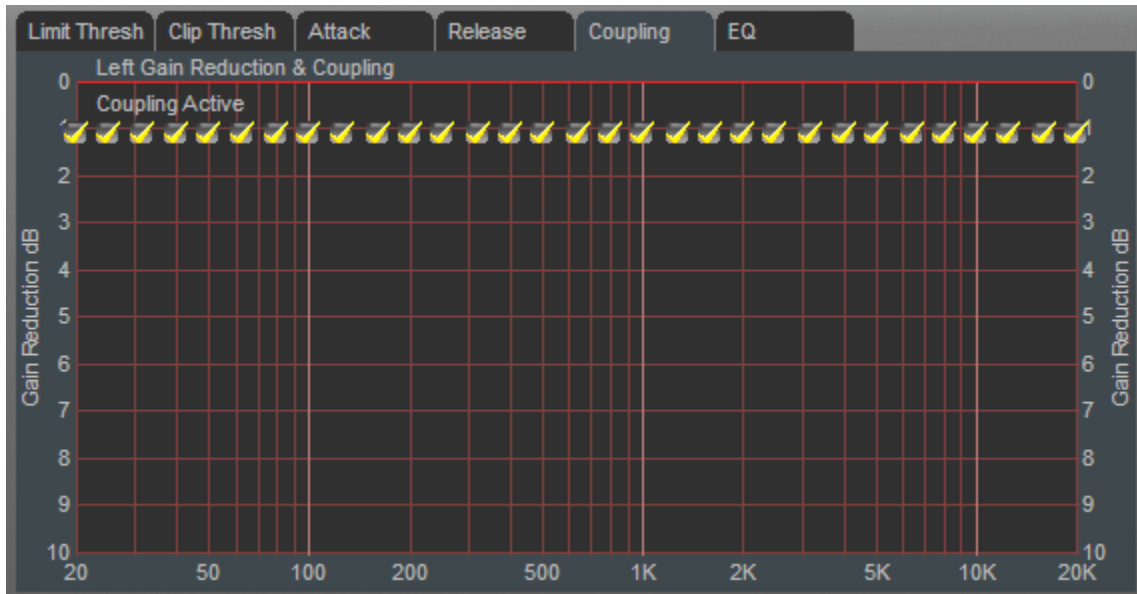 Limit Thresh Clip Thresh Attack Release Coupling EQ
Left Gain Reduction & Coupling
0 0
Coupling Active
1
2 2
3 3
4 4
5 5
6 6
7 7
8 8
9 9
10 10
Gain Reduction dB
Gain Reduction dB
20 50 100 200 500 1K 2K 5K 10K 20K